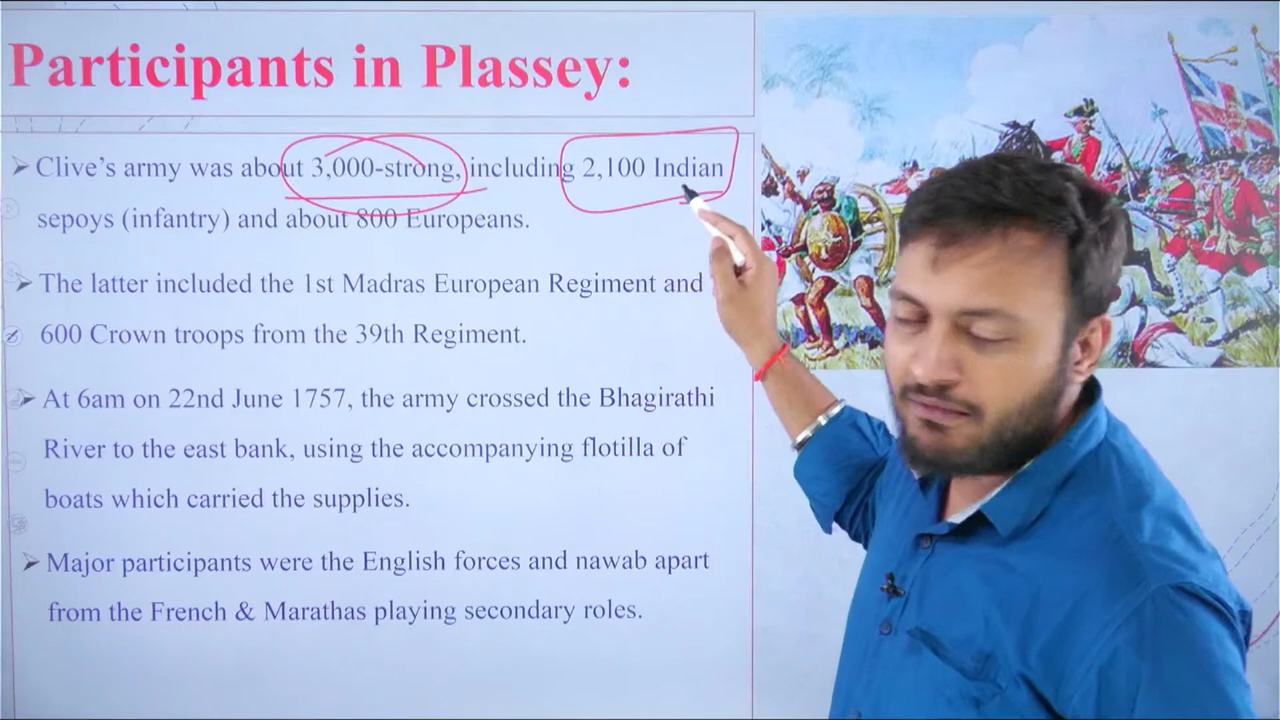 Participants in Plassey:
Clive's army was about 3,000-strong, including 2,100 Indian
sepoys (infantry) and about 800 Europeans.
The latter included the 1st Madras European Regiment and
600 Crown troops from the 39th Regiment.
At 6am on 22nd June 1757, the army crossed the Bhagirathi
River to the east bank, using the accompanying flotilla of
boats which carried the supplies.
Major participants were the English forces and nawab apart
from the French & Marathas playing secondary roles.